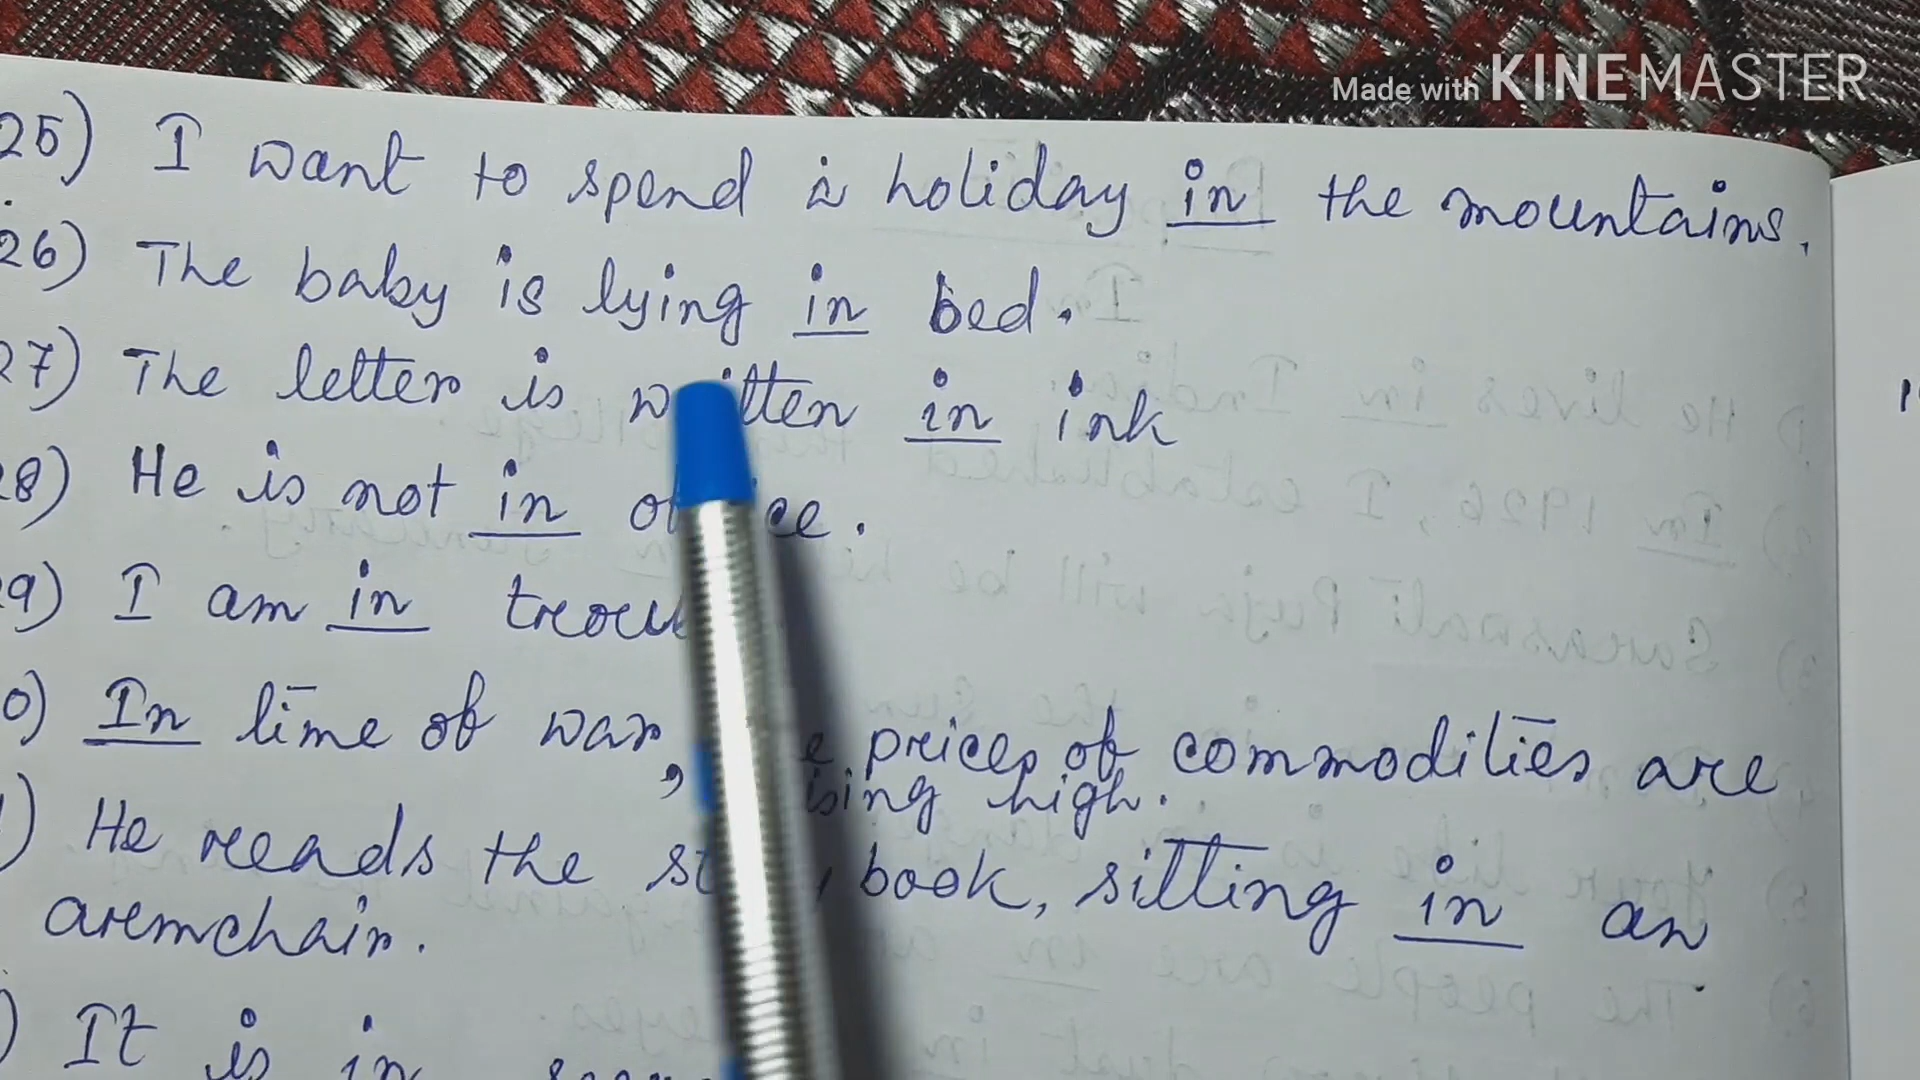 Made with KINEMASTER
25) I want to spend a holiday in the mountains.
26) The baby is lying in bed.
27) The letter is written in ink
28) He is not in office.
29) I am in
0) In time of war, prices of commodities are
rising high.
) He reads the book, sitting in an
armchair.
) It is in